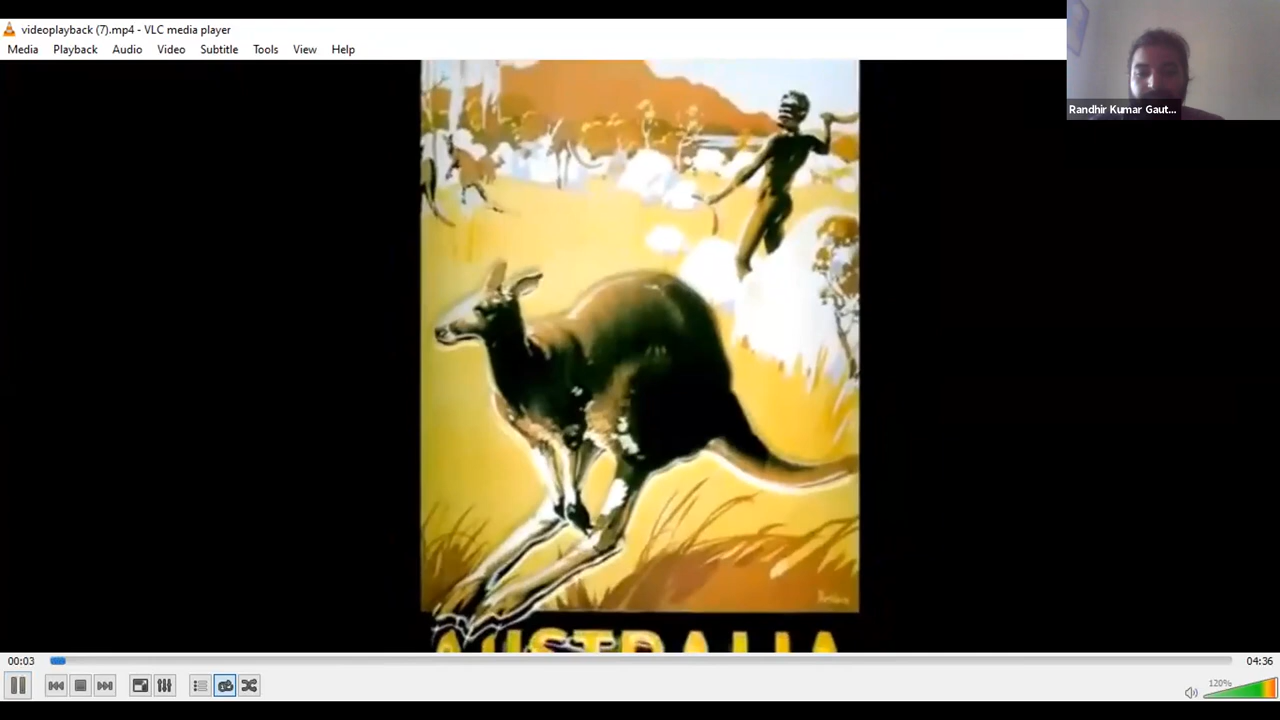 videoplayback (7).mp4 - VLC media player
Media Playback Audio Video Subtitle Tools View Help
Randhir Kumar Gaut...
AUSTRALIA
00:03
04:36
120%